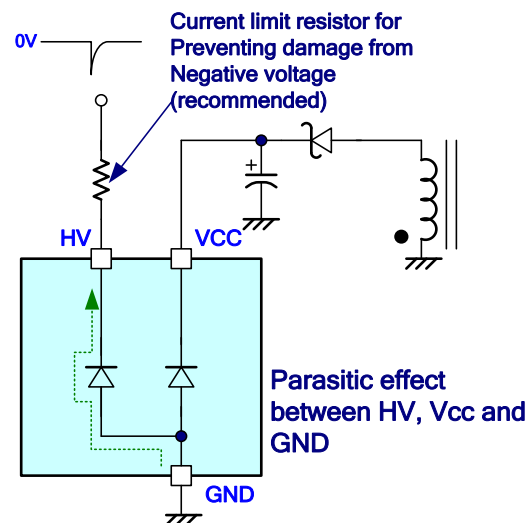 Current limit resistor for
Preventing damage from
Negative voltage
(recommended)
0V
+
HV
VCC
Parasitic effect
between HV, Vcc and
GND
GND